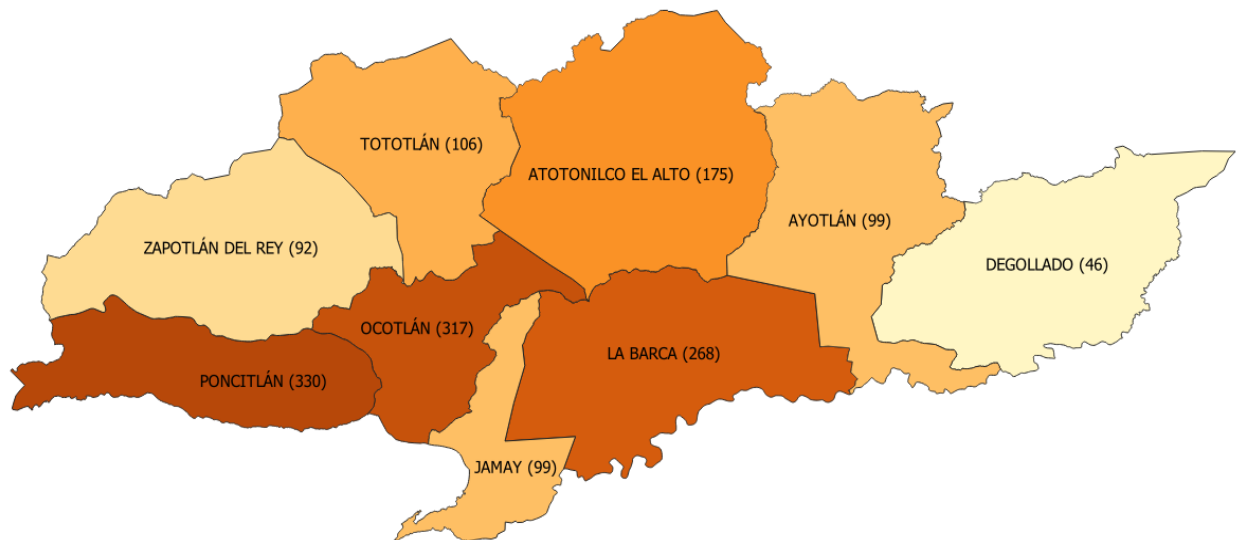 TOTOTLÁN (106)
ATOTONILCO EL ALTO (175)
AYOTLÁN (99)
ZAPOTLÁN DEL REY (92)
DEGOLLADO (46)
OCOTLÁN (317)
LA BARCA (268)
PONCITLÁN (330)
JAMAY (99)